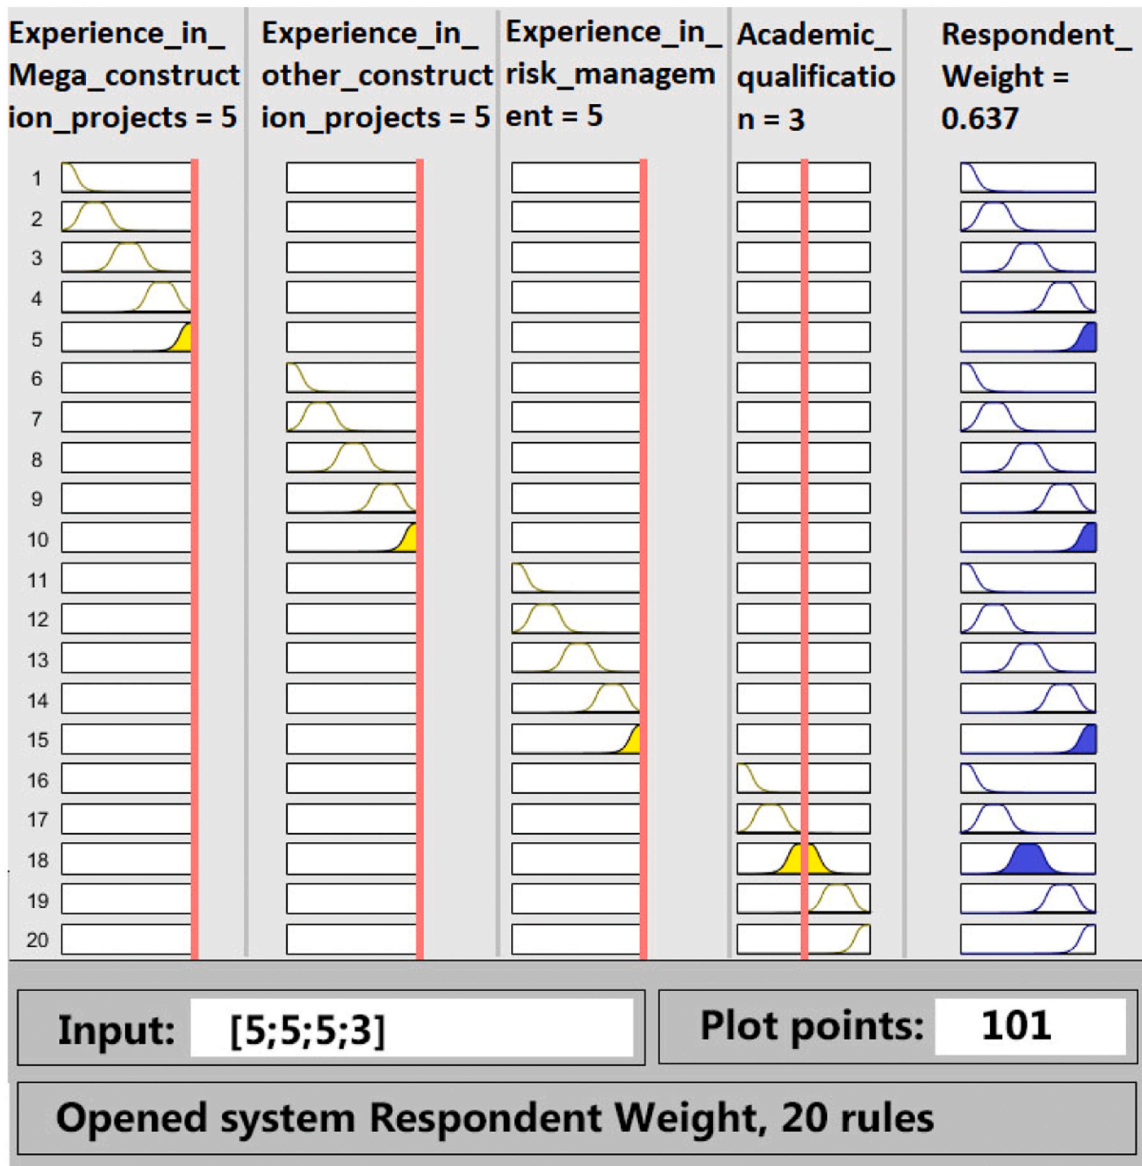 Experience_in_
Mega_construct
ion_projects = 5
Experience_in_
other_construct
ion_projects = 5
Experience_in_
risk_managem
ent = 5
Academic_
qualificatio
n = 3
Respondent_
Weight =
0.637
1
2
3
4
5
6
7
8
9
10
11
12
13
14
15
16
17
18
19
20
Input: [5;5;5;3]
Plot points: 101
Opened system Respondent Weight, 20 rules